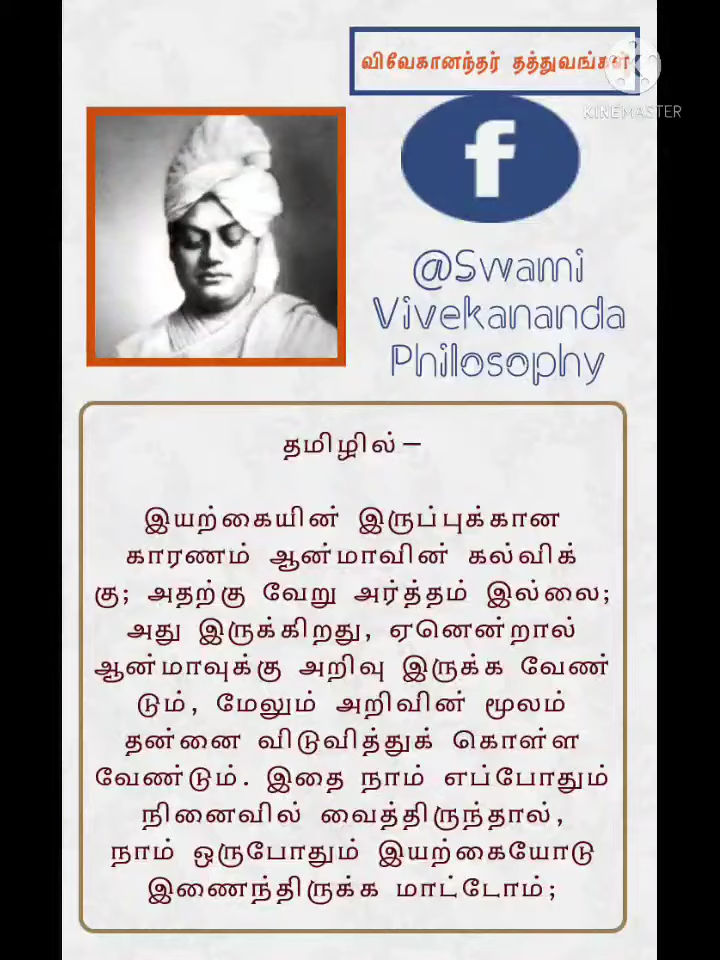 விவேகானந்தர் தத்துவங்கள்
KINEMASTER
f
@Swami
Vivekananda
Philosophy
தமிழில்—
இயற்கையின் இருப்புக்கான
காரணம் ஆன்மாவின் கல்விக்
கு; அதற்கு வேறு அர்த்தம் இல்லை;
அது இருக்கிறது, ஏனென்றால்
ஆன்மாவுக்கு அறிவு இருக்க வேண்
டும், மேலும் அறிவின் மூலம்
தன்னை விடுவித்துக் கொள்ள
வேண்டும். இதை நாம் எப்போதும்
நினைவில் வைத்திருந்தால்,
நாம் ஒருபோதும் இயற்கையோடு
இணைந்திருக்க மாட்டோம்;